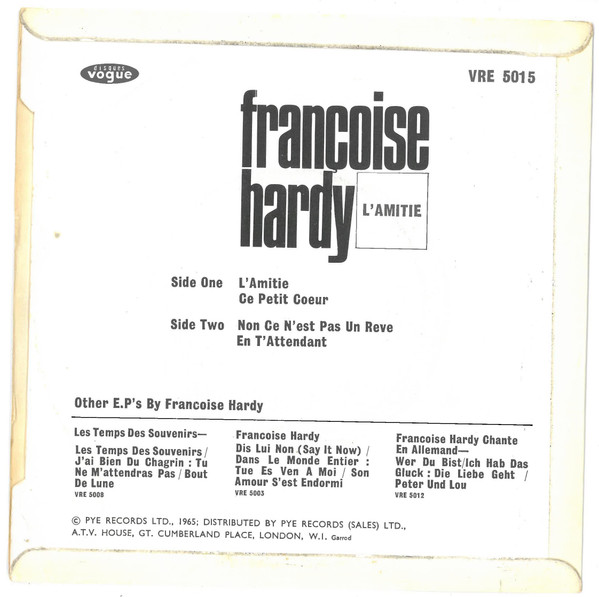 disques
vogue
VRE 5015
françoise
hardy
L'AMITIE
Side One L'Amitie
Ce Petit Coeur
Side Two Non Ce N'est Pas Un Reve
En T'Attendant
Other E.P's By Francoise Hardy
Les Temps Des Souvenirs—
Les Temps Des Souvenirs /
J'ai Bien Du Chagrin : Tu
Ne M'attendras Pas / Bout
De Lune
VRE 5008
Francoise Hardy
Dis Lui Non (Say It Now) /
Dans Le Monde Entier :
Tue Es Ven A Moi / Son
Amour S'est Endormi
VRE 5003
Francoise Hardy Chante
En Allemand—
Wer Du Bist/Ich Hab Das
Gluck : Die Liebe Geht /
Peter Und Lou
VRE 5012
© PYE RECORDS LTD., 1965; DISTRIBUTED BY PYE RECORDS (SALES) LTD.,
A.T.V. HOUSE, GT. CUMBERLAND PLACE, LONDON, W.I. Garrod